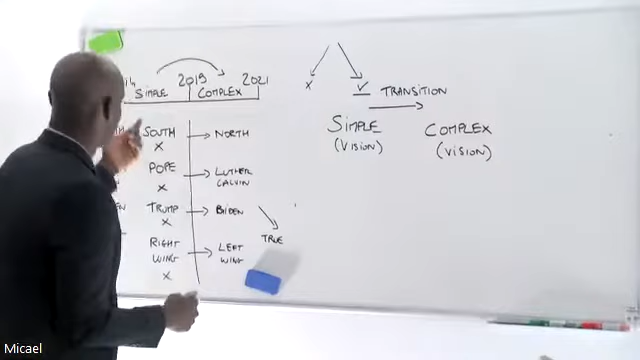 2019
2021
SIMPLE
COMPLEX
SOUTH → NORTH
X
POPE → LUTHER
CALVIN
X
TRUMP → BIDEN
X
TRUE
RIGHT
WING → LEFT
WING
X
X
✓ TRANSITION
SIMPLE
(VISION)
COMPLEX
(VISION)
Micael